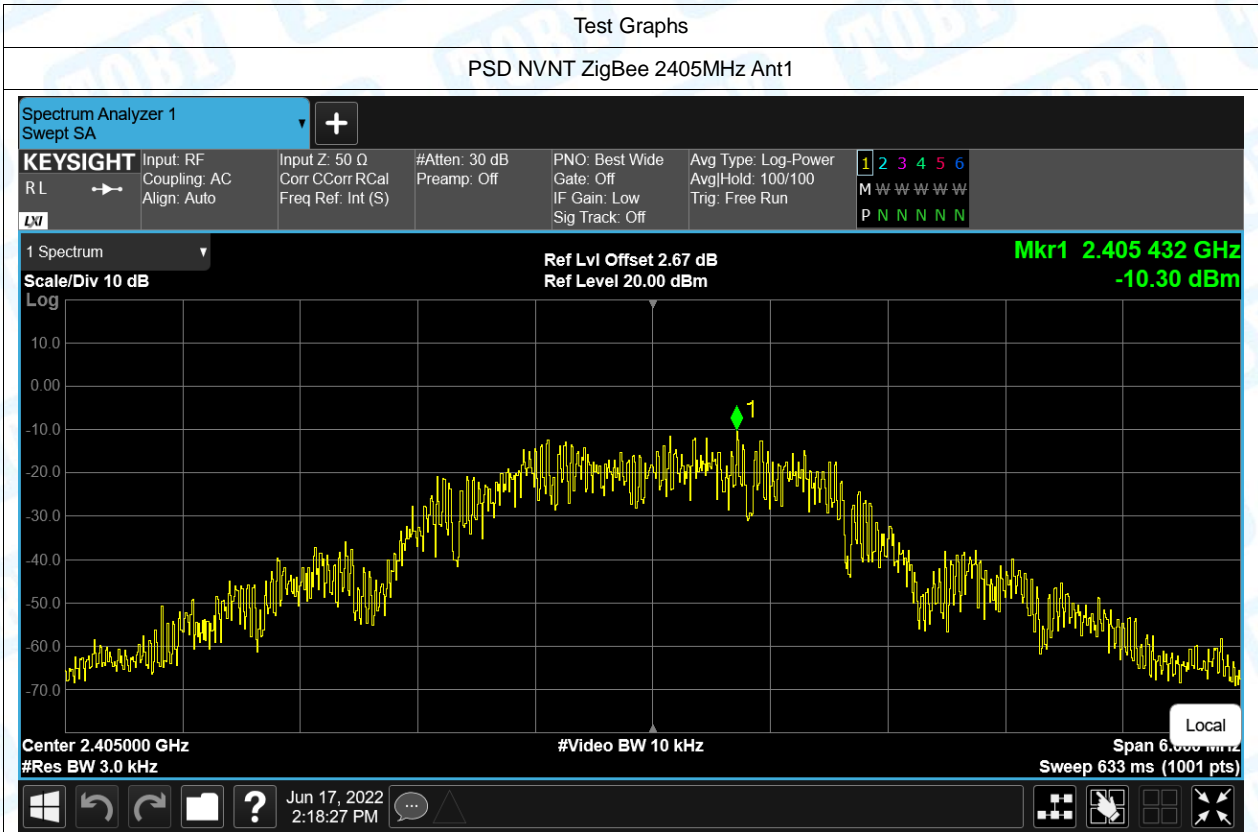 Test Graphs
PSD NVNT ZigBee 2405MHz Ant1
Spectrum Analyzer 1
Swept SA
KEYSIGHT
RL
LXI
Input: RF
Coupling: AC
Align: Auto
Input Z: 50 Ω
Corr CCorr RCal
Freq Ref: Int (S)
#Atten: 30 dB
Preamp: Off
PNO: Best Wide
Gate: Off
IF Gain: Low
Sig Track: Off
Avg Type: Log-Power
Avg|Hold: 100/100
Trig: Free Run
1 2 3 4 5 6
M W W W W W
P N N N N N
1 Spectrum
Scale/Div 10 dB
Ref Lvl Offset 2.67 dB
Ref Level 20.00 dBm
Mkr1 2.405 432 GHz
-10.30 dBm
Log
10.0
0.00
-10.0
-20.0
-30.0
-40.0
-50.0
-60.0
-70.0
1
Local
Center 2.405000 GHz
#Video BW 10 kHz
Span 6.000 MHz
#Res BW 3.0 kHz
Sweep 633 ms (1001 pts)
?
Jun 17, 2022
2:18:27 PM
TOBY